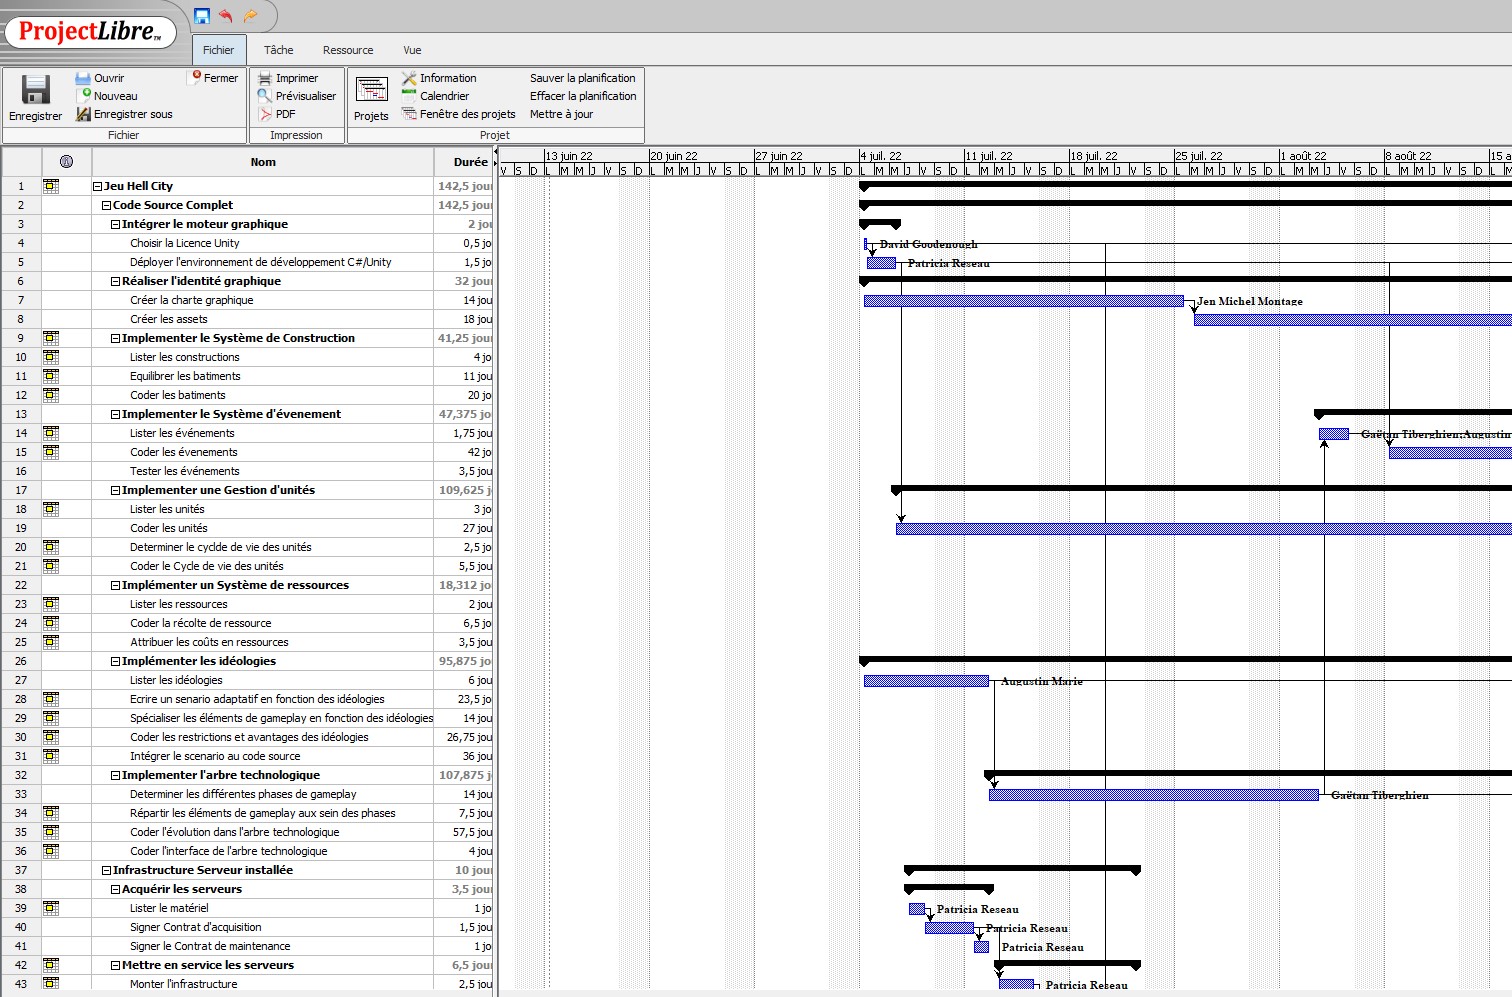 ProjectLibre TM
Fichier Tâche Ressource Vue
Enregistrer
Ouvrir
Nouveau
Enregistrer sous
Fermer
Fichier
Imprimer
Prévisualiser
PDF
Impression
Projets
Information
Calendrier
Fenêtre des projets
Sauver la planification
Effacer la planification
Mettre à jour
Projet
Nom Durée
13 juin 22 20 juin 22 27 juin 22 4 juil. 22 11 juil. 22 18 juil. 22 25 juil. 22 1 août 22 8 août 22 15 a
V S D L M M J V S D L M M J V S D L M M J V S D L M M J V S D L M M J V S D L M M J V S D L M M J V S D L M M J V S D L M M J V S D L M
1 Jeu Hell City 142,5 jour
2 Code Source Complet 142,5 jour
3 Intégrer le moteur graphique 2 jou
4 Choisir la Licence Unity 0,5 jo David Goodenough
5 Déployer l'environnement de développement C#/Unity 1,5 jo Patricia Reseau
6 Réaliser l'identité graphique 32 jour
7 Créer la charte graphique 14 jou Jen Michel Montage
8 Créer les assets 18 jou
9 Implementer le Système de Construction 41,25 jo
10 Lister les constructions 4 jo
11 Equilibrer les batiments 11 jou
12 Coder les batiments 20 jo
13 Implementer le Système d'évenement 47,375 jo
14 Lister les événements 1,75 jou Gaëtan Tiberghien;Augustin
15 Coder les évenements 42 jo
16 Tester les événements 3,5 jou
17 Implementer une Gestion d'unités 109,625 j
18 Lister les unités 3 jo
19 Coder les unités 27 jou
20 Determiner le cyclde de vie des unités 2,5 jo
21 Coder le Cycle de vie des unités 5,5 jou
22 Implémenter un Système de ressources 18,312 jo
23 Lister les ressources 2 jou
24 Coder la récolte de ressource 6,5 jo
25 Attribuer les coûts en ressources 3,5 jou
26 Implémenter les idéologies 95,875 jo
27 Lister les idéologies 6 jou Augustin Marie
28 Ecrire un senario adaptatif en fonction des idéologies 23,5 jo
29 Spécialiser les éléments de gameplay en fonction des idéologies 14 jou
30 Coder les restrictions et avantages des idéologies 26,75 jou
31 Intégrer le scenario au code source 36 jou
32 Implementer l'arbre technologique 107,875 j
33 Determiner les différentes phases de gameplay 14 jou Gaëtan Tiberghien
34 Répartir les éléments de gameplay aux sein des phases 7,5 jou
35 Coder l'évolution dans l'arbre technologique 57,5 jou
36 Coder l'interface de l'arbre technologique 4 jou
37 Infrastructure Serveur installée 10 jou
38 Acquérir les serveurs 3,5 jour
39 Lister le matériel 1 jo Patricia Reseau
40 Signer Contrat d'acquisition 1,5 jou Patricia Reseau
41 Signer le Contrat de maintenance 1 jo Patricia Reseau
42 Mettre en service les serveurs 6,5 jour
43 Monter l'infrastructure 2,5 jou Patricia Reseau